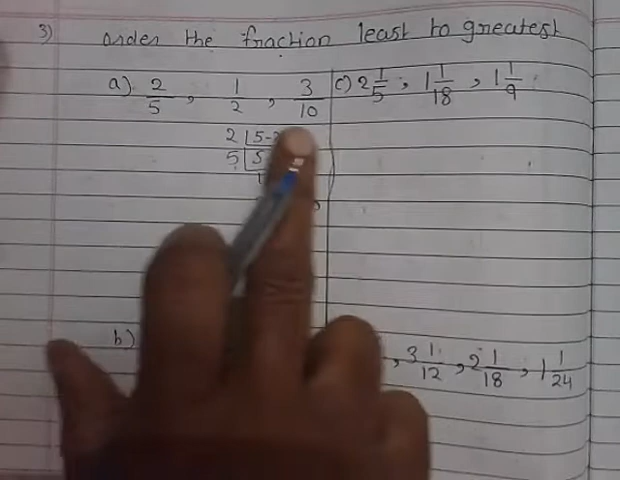 3) order the fraction least to greatest
a) 2/5, 1/2, 3/10
2 | 5-
5 | 5
c) 2 1/5, 1 1/18, 1 1/9
b)
, 3 1/12, 2 1/18, 1 1/24